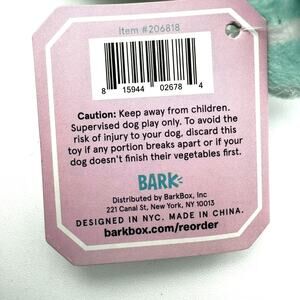 Item #206818
8 15944 02678 4
Caution: Keep away from children.
Supervised dog play only. To avoid the
risk of injury to your dog, discard this
toy if any portion breaks apart or if your
dog doesn't finish their vegetables first.
BARK
Distributed by BarkBox, Inc
221 Canal St, New York, NY 10013
DESIGNED IN NYC. MADE IN CHINA.
barkbox.com/reorder